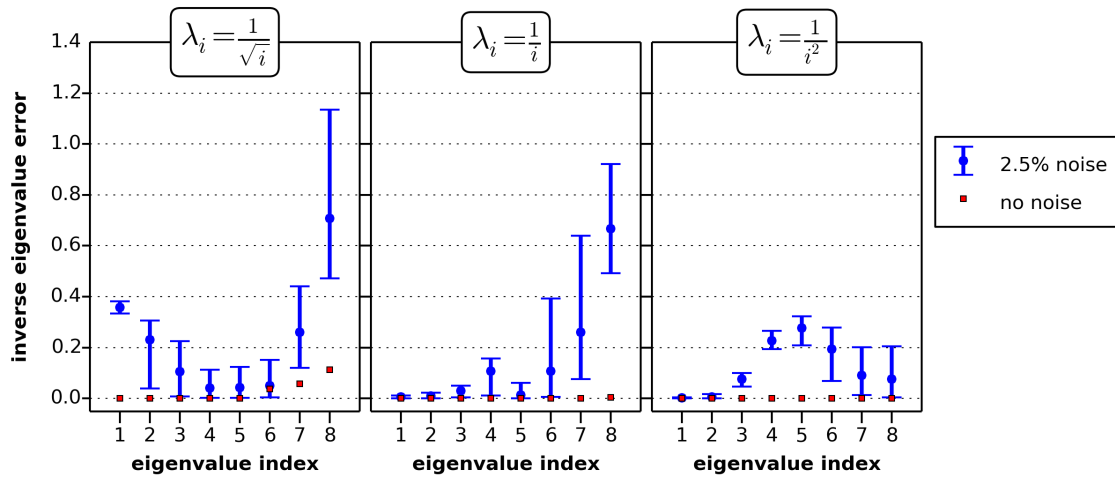 λ_i = 1/√i
λ_i = 1/i
λ_i = 1/i²
1.4
1.2
1.0
0.8
0.6
0.4
0.2
0.0
inverse eigenvalue error
1 2 3 4 5 6 7 8
1 2 3 4 5 6 7 8
1 2 3 4 5 6 7 8
eigenvalue index
eigenvalue index
eigenvalue index
2.5% noise
no noise